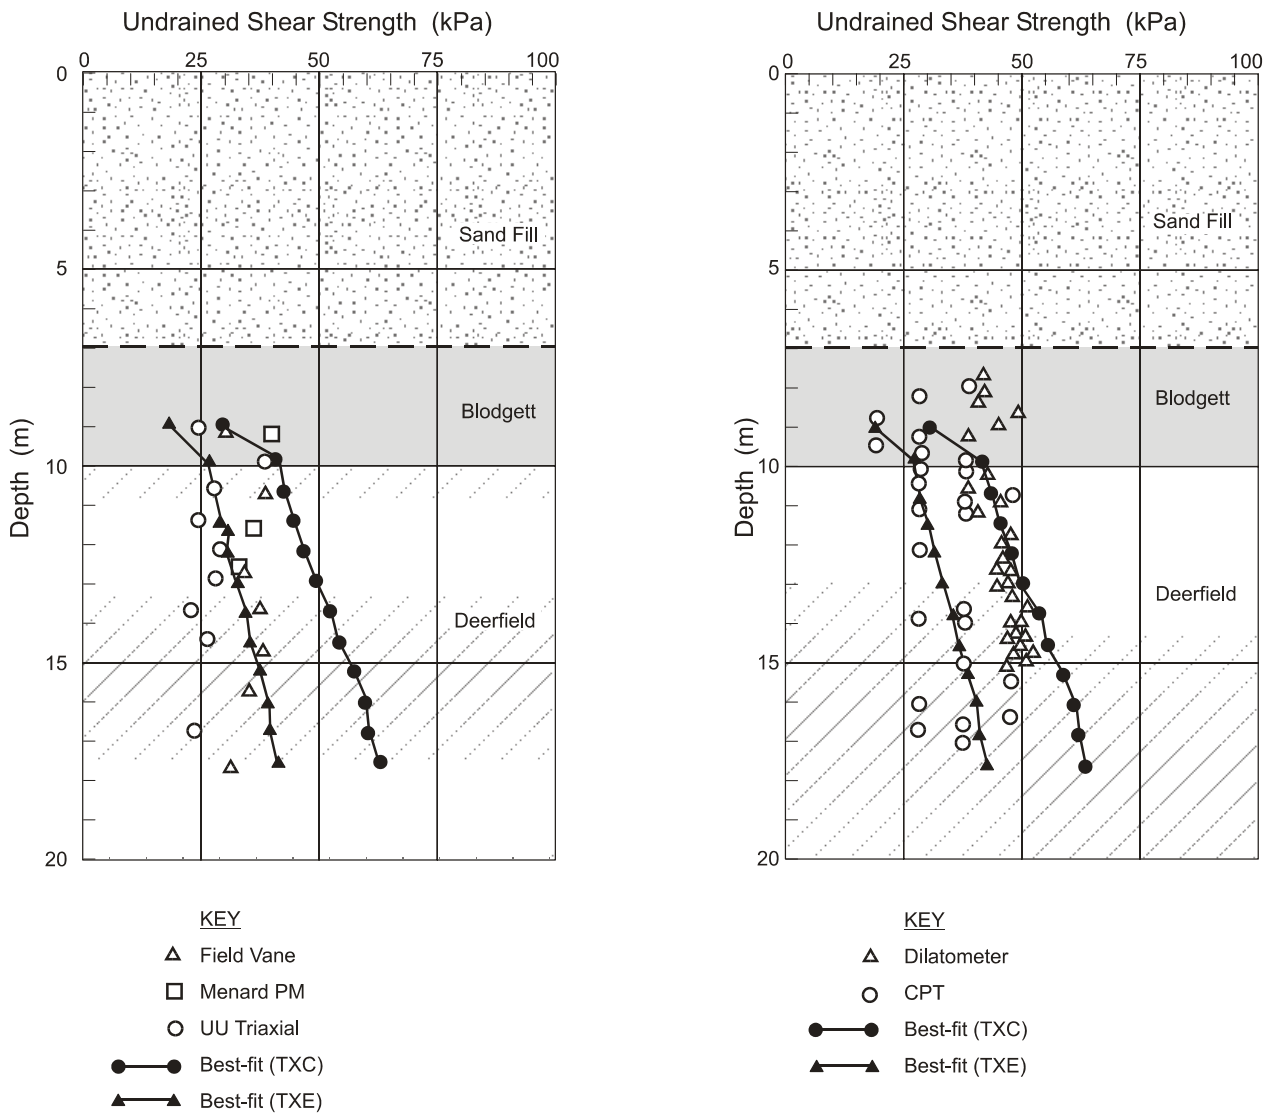 Undrained Shear Strength (kPa)
0 25 50 75 100
0
5
10
15
20
Depth (m)
Sand Fill
Blodgett
Deerfield
KEY
Field Vane
Menard PM
UU Triaxial
Best-fit (TXC)
Best-fit (TXE)
Undrained Shear Strength (kPa)
0 25 50 75 100
0
5
10
15
20
Depth (m)
Sand Fill
Blodgett
Deerfield
KEY
Dilatometer
CPT
Best-fit (TXC)
Best-fit (TXE)